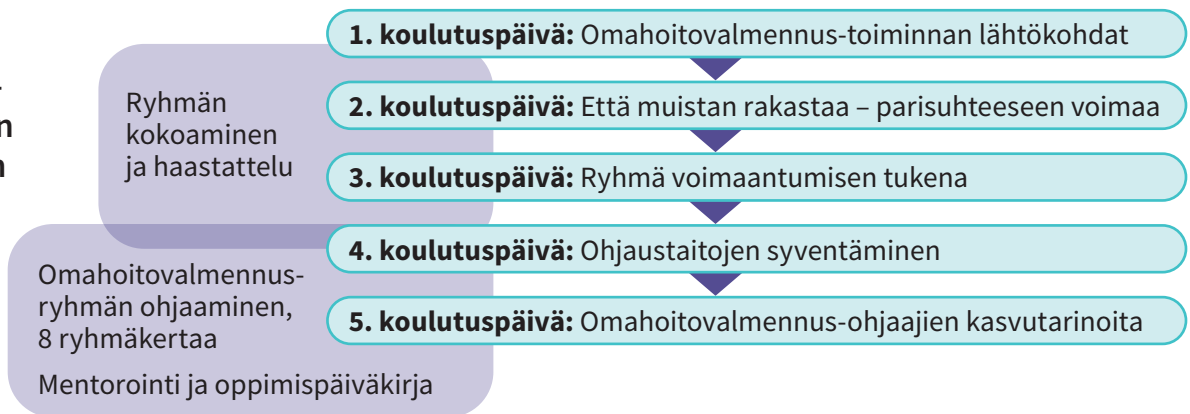 1. koulutuspäivä: Omahoitovalmennus-toiminnan lähtökohdat
Ryhmän
kokoaminen
ja haastattelu
2. koulutuspäivä: Että muistan rakastaa – parisuhteeseen voimaa
3. koulutuspäivä: Ryhmä voimaantumisen tukena
4. koulutuspäivä: Ohjaustaitojen syventäminen
Omahoitovalmennus-
ryhmän ohjaaminen,
8 ryhmäkertaa
5. koulutuspäivä: Omahoitovalmennus-ohjaajien kasvutarinoita
Mentorointi ja oppimispäiväkirja